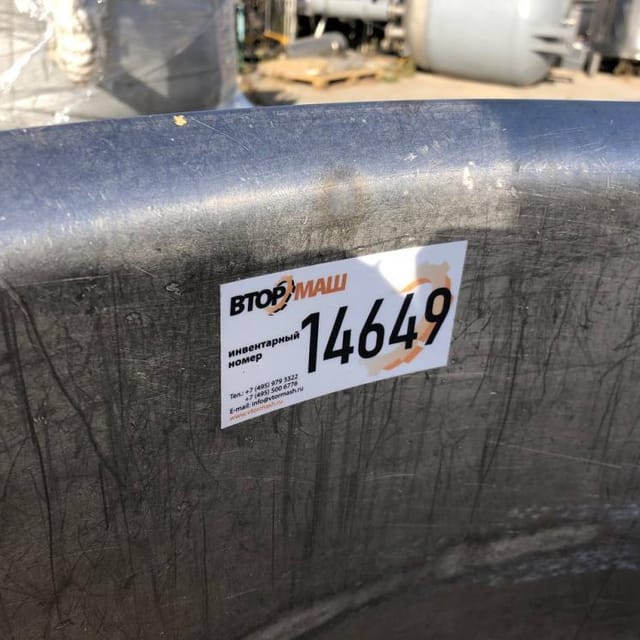 ВТОРМАШ
инвентарный
номер
14649
Тел.: +7 (495) 979 3322
+7 (495) 500 6776
E-mail: info@vtormash.ru
www.vtormash.ru